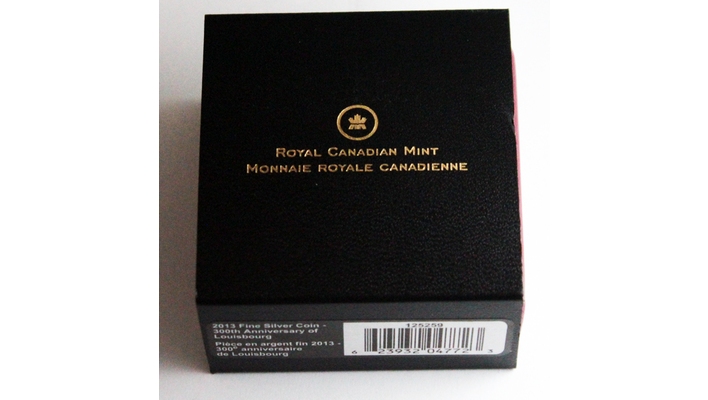 ROYAL CANADIAN MINT
MONNAIE ROYALE CANADIENNE
2013 Fine Silver Coin -
300th Anniversary of
Louisbourg
Pièce en argent fin 2013 -
300e anniversaire
de Louisbourg
125259
6 23932 04772 3